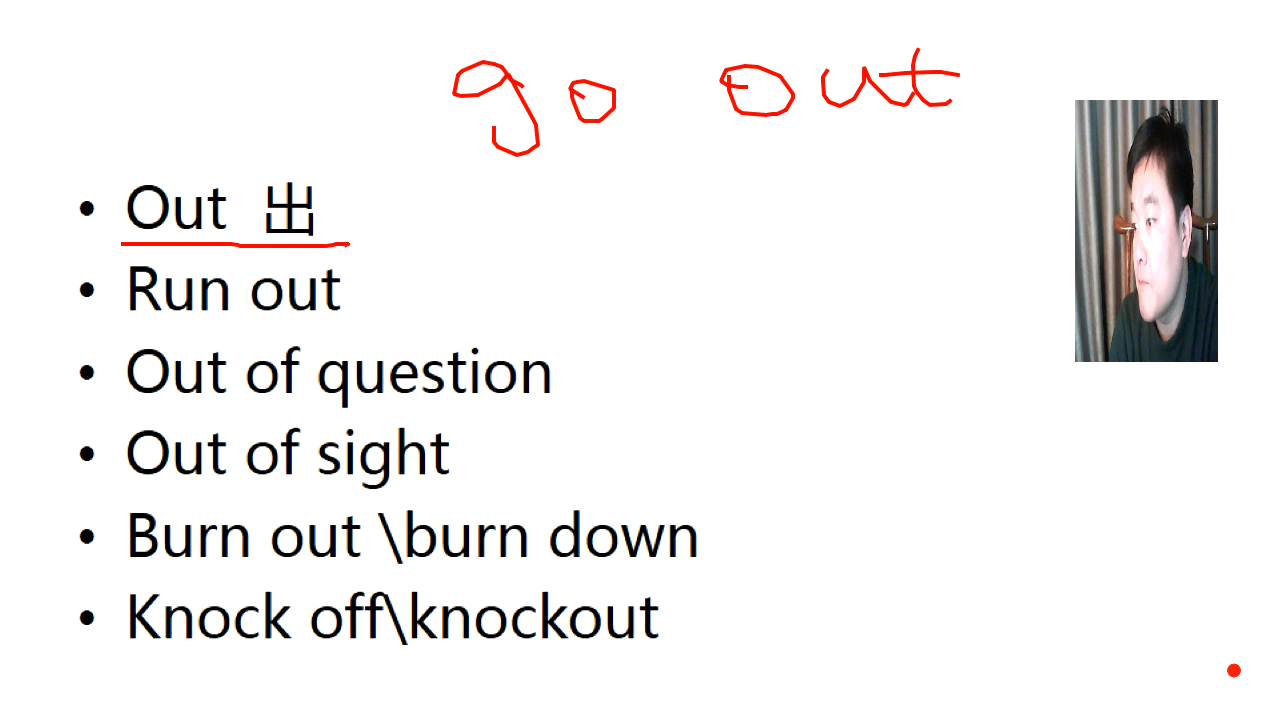 go out
Out 出
Run out
Out of question
Out of sight
Burn out \burn down
Knock off\knockout